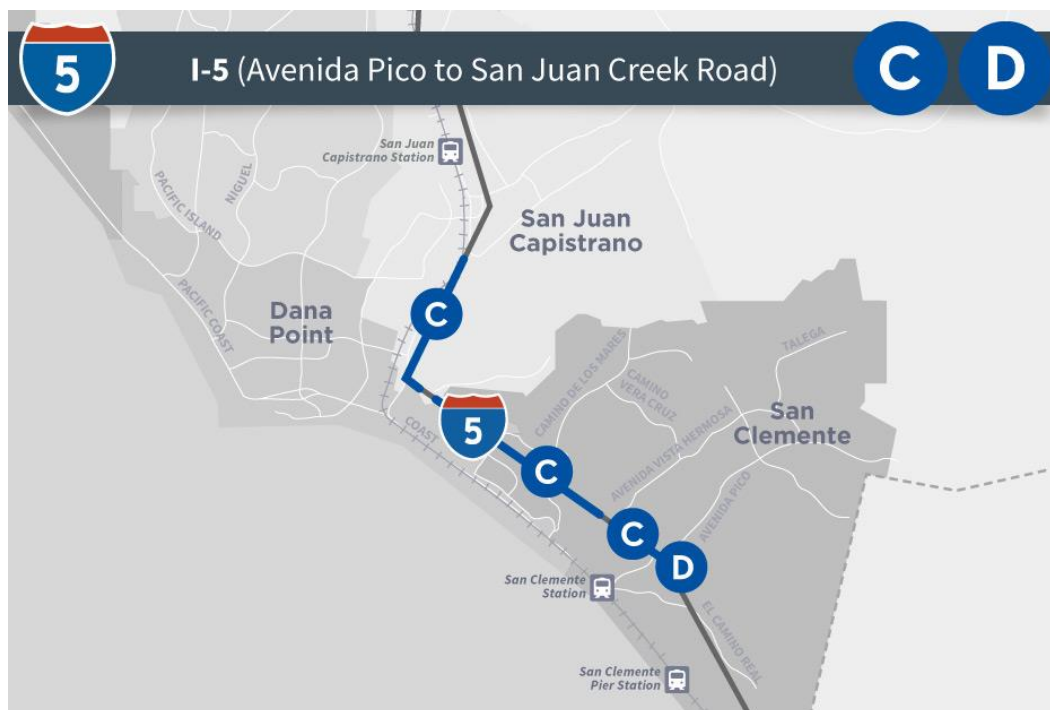 5
I-5 (Avenida Pico to San Juan Creek Road)
C
D
San Juan
Capistrano Station
PACIFIC ISLAND
NIGUEL
San Juan
Capistrano
PACIFIC COAST
Dana
Point
C
5
COAST
CAMINO DE LOS MARES
CAMINO
VERA CRUZ
TALEGA
San
Clemente
AVENIDA VISTA HERMOSA
C
AVENIDA PICO
C
D
San Clemente
Station
EL CAMINO REAL
San Clemente
Pier Station